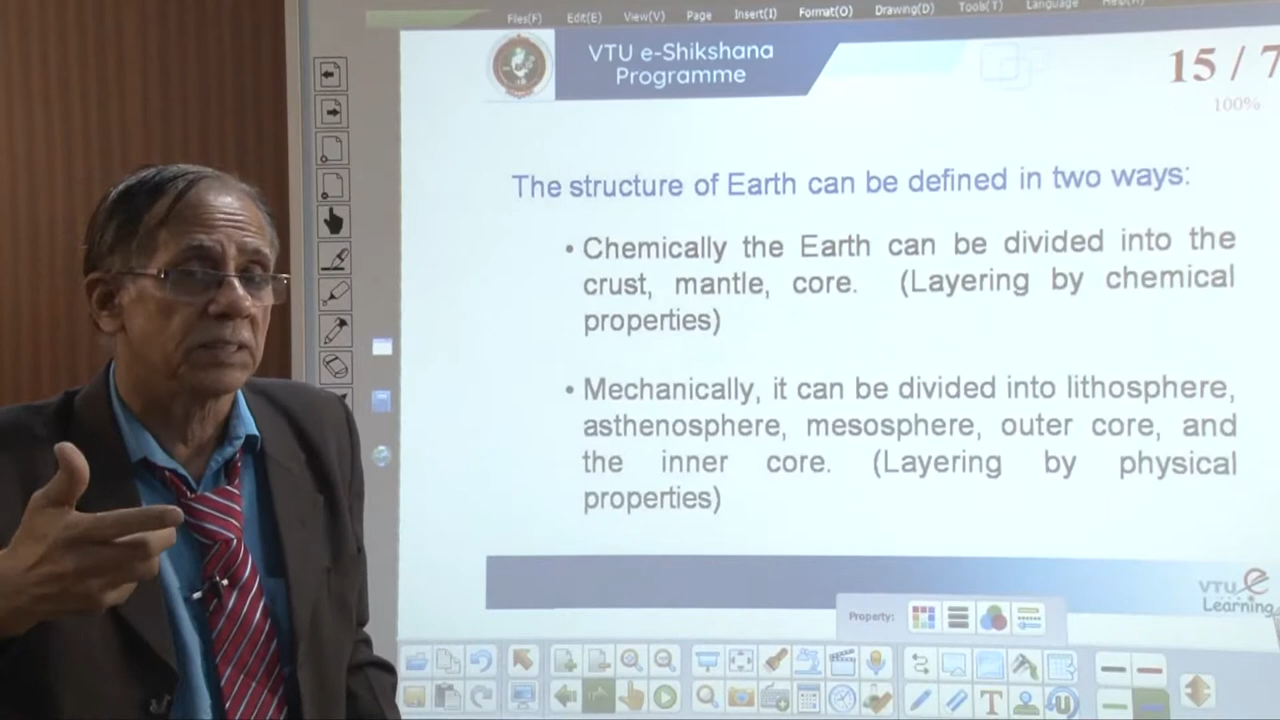 Files(F) Edit(E) View(V) Page Insert(I) Format(O) Drawing(D) Tools(T) Language Help(H)
VTU e-Shikshana
Programme
15 / 7
100%
The structure of Earth can be defined in two ways:
• Chemically the Earth can be divided into the
crust, mantle, core. (Layering by chemical
properties)
• Mechanically, it can be divided into lithosphere,
asthenosphere, mesosphere, outer core, and
the inner core. (Layering by physical
properties)
VTU e
Learning
Property: